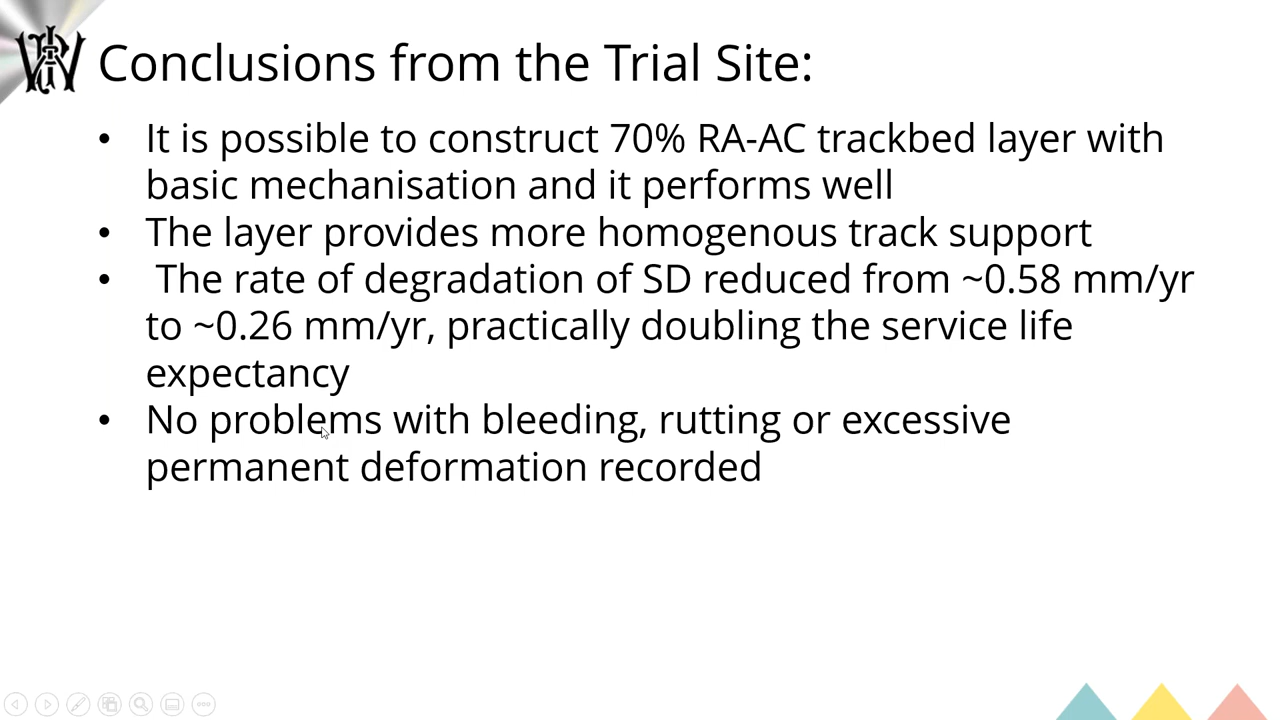 Conclusions from the Trial Site:
• It is possible to construct 70% RA-AC trackbed layer with
basic mechanisation and it performs well
• The layer provides more homogenous track support
• The rate of degradation of SD reduced from ~0.58 mm/yr
to ~0.26 mm/yr, practically doubling the service life
expectancy
• No problems with bleeding, rutting or excessive
permanent deformation recorded